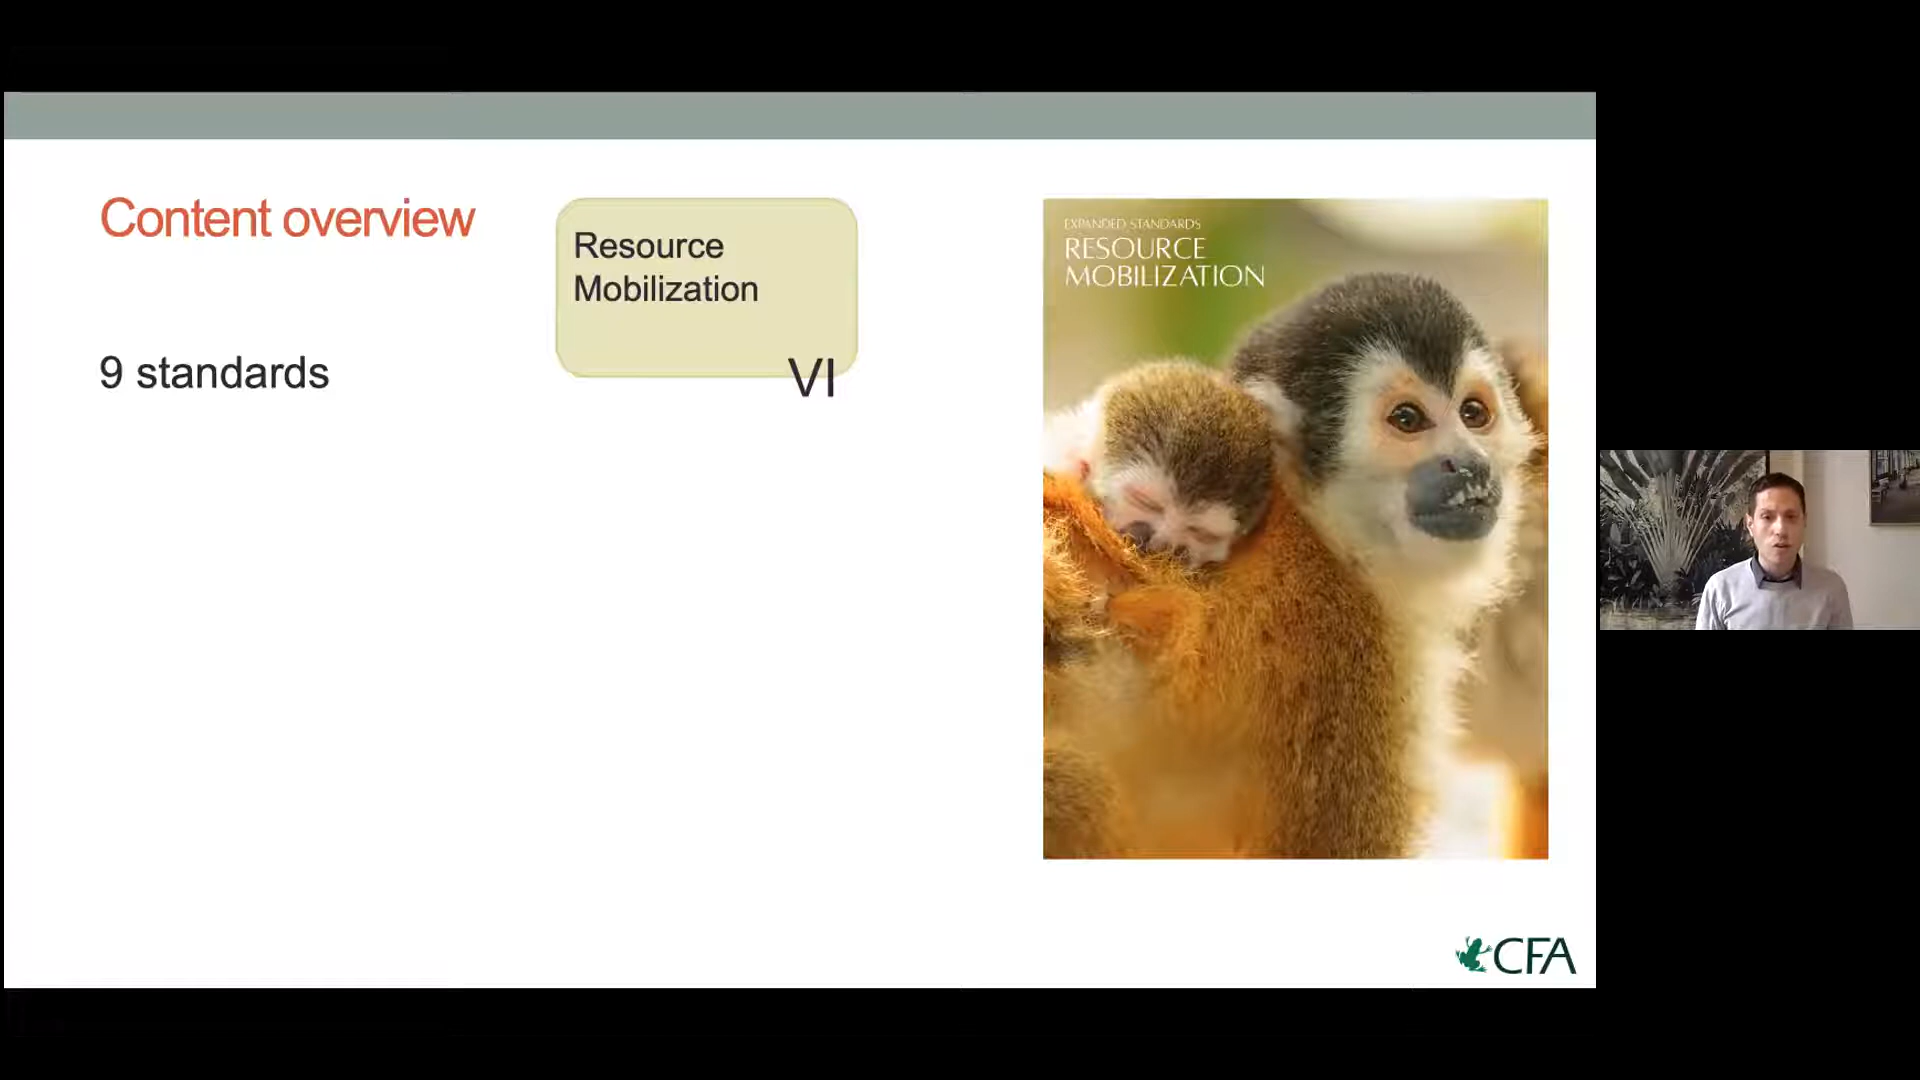 Content overview
Resource
Mobilization
VI
9 standards
EXPANDED STANDARDS
RESOURCE
MOBILIZATION
CFA